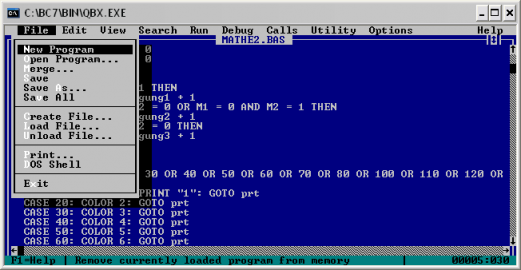 C:\BC7\BIN\QBX.EXE
File Edit View Search Run Debug Calls Utility Options Help
MATHE2.BAS
New Program
0
Open Program...
0
Merge...
Save
Save As...
1 THEN
Save All
gung1 + 1
2 = 0 OR M1 = 0 AND M2 = 1 THEN
Create File...
gung2 + 1
Load File...
2 = 0 THEN
Unload File...
gung3 + 1
Print...
DOS Shell
30 OR 40 OR 50 OR 60 OR 70 OR 80 OR 100 OR 110 OR 120 OR
Exit
PRINT "1": GOTO prt
CASE 20: COLOR 2: GOTO prt
CASE 30: COLOR 3: GOTO prt
CASE 40: COLOR 4: GOTO prt
CASE 50: COLOR 5: GOTO prt
CASE 60: COLOR 6: GOTO prt
F1=Help | Remove currently loaded program from memory | 00005:030